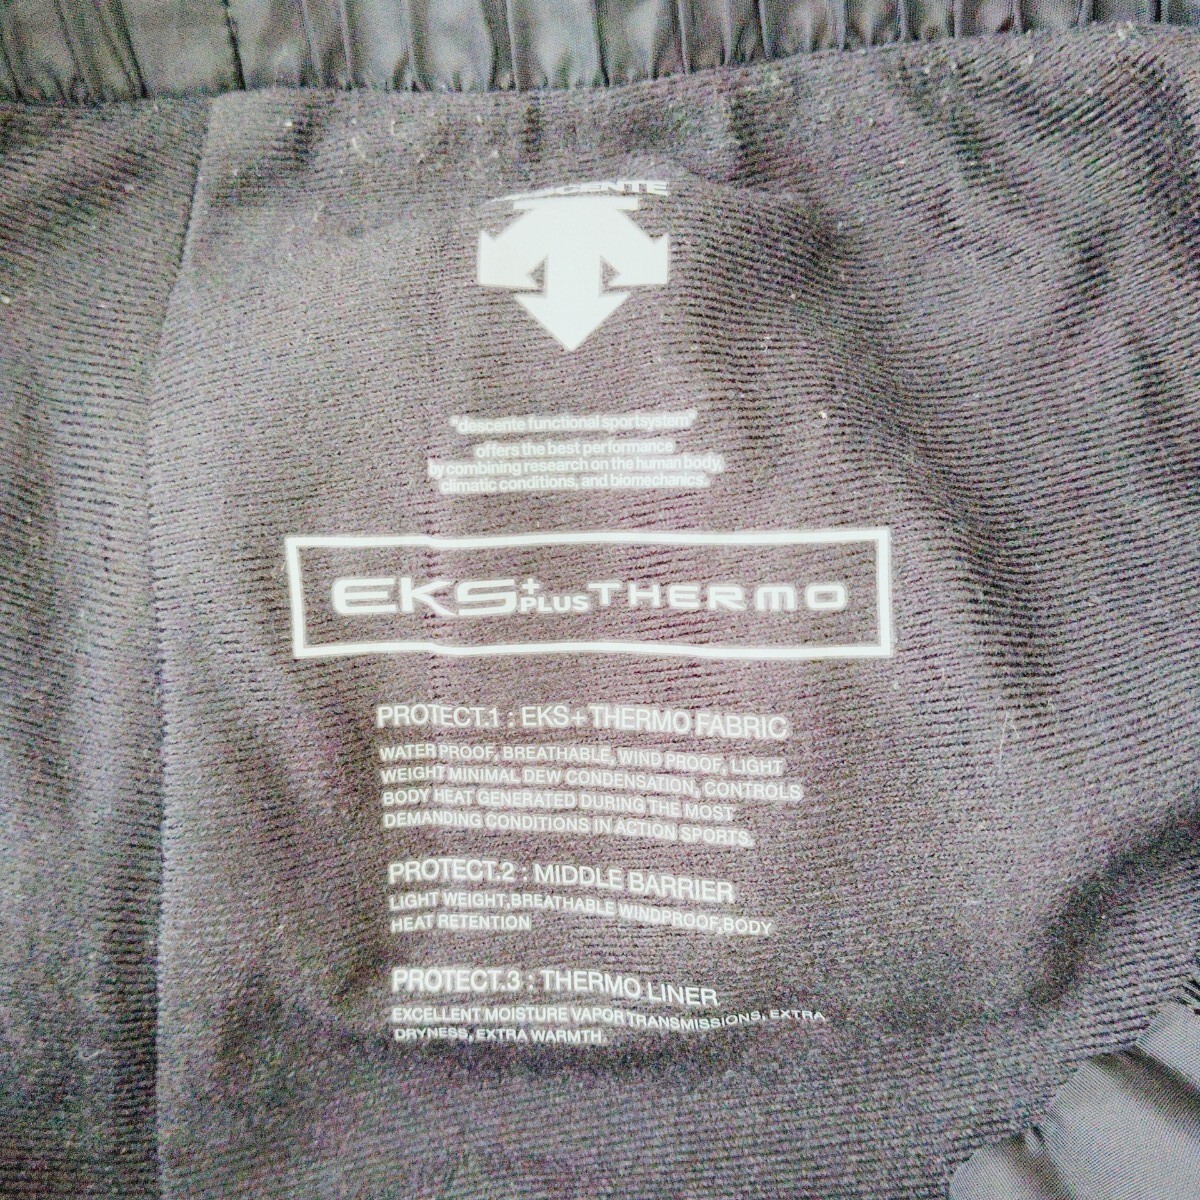 "descente functional sportsystem"
offers the best performance
by combining research on the human body,
climatic conditions, and biomechanics.
EKS+ PLUS THERMO
PROTECT.1 : EKS+THERMO FABRIC
WATER PROOF, BREATHABLE, WIND PROOF, LIGHT
WEIGHT MINIMAL DEW CONDENSATION, CONTROLS
BODY HEAT GENERATED DURING THE MOST
DEMANDING CONDITIONS IN ACTION SPORTS.
PROTECT.2 : MIDDLE BARRIER
LIGHT WEIGHT,BREATHABLE WINDPROOF,BODY
HEAT RETENTION
PROTECT.3 : THERMO LINER
EXCELLENT MOISTURE VAPOR TRANSMISSIONS, EXTRA
DRYNESS, EXTRA WARMTH.